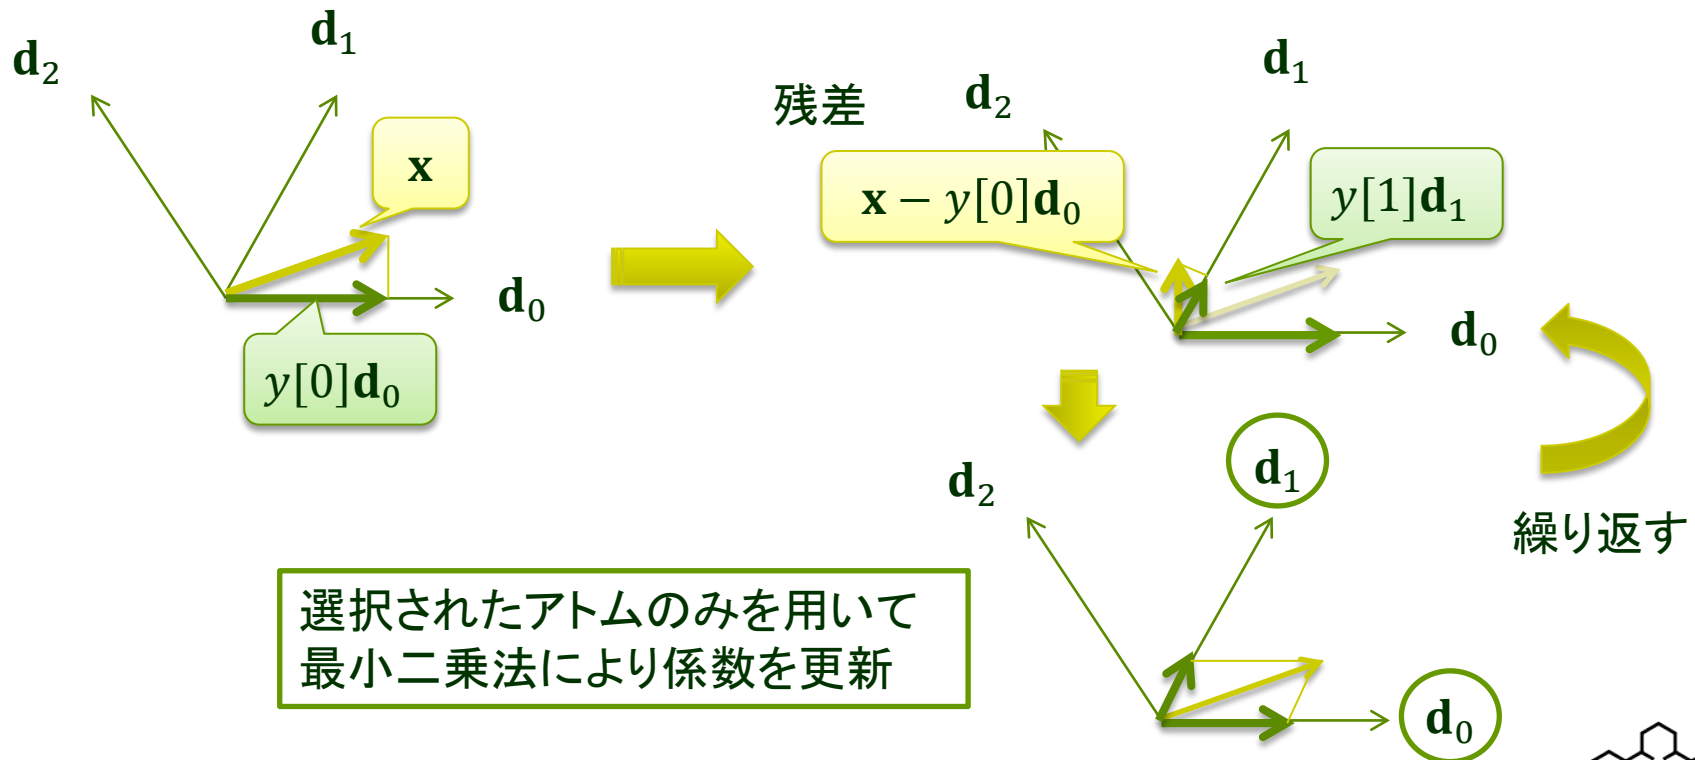 d₂
d₁
x
d₀
y[0]d₀
残差
d₂
d₁
x − y[0]d₀
y[1]d₁
d₀
繰り返す
d₂
d₁
d₀
選択されたアトムのみを用いて
最小二乗法により係数を更新